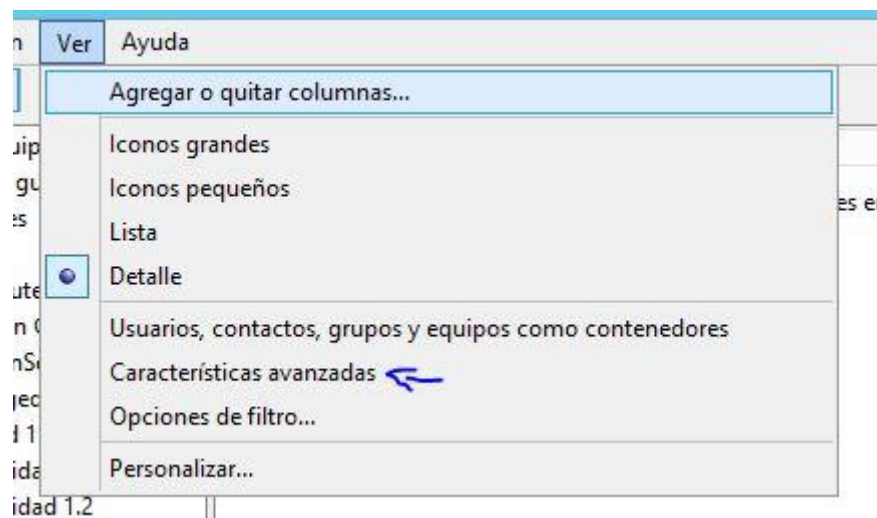 Ver Ayuda
Agregar o quitar columnas...
Iconos grandes
Iconos pequeños
Lista
Detalle
Usuarios, contactos, grupos y equipos como contenedores
Características avanzadas
Opciones de filtro...
Personalizar...
idad 1.2